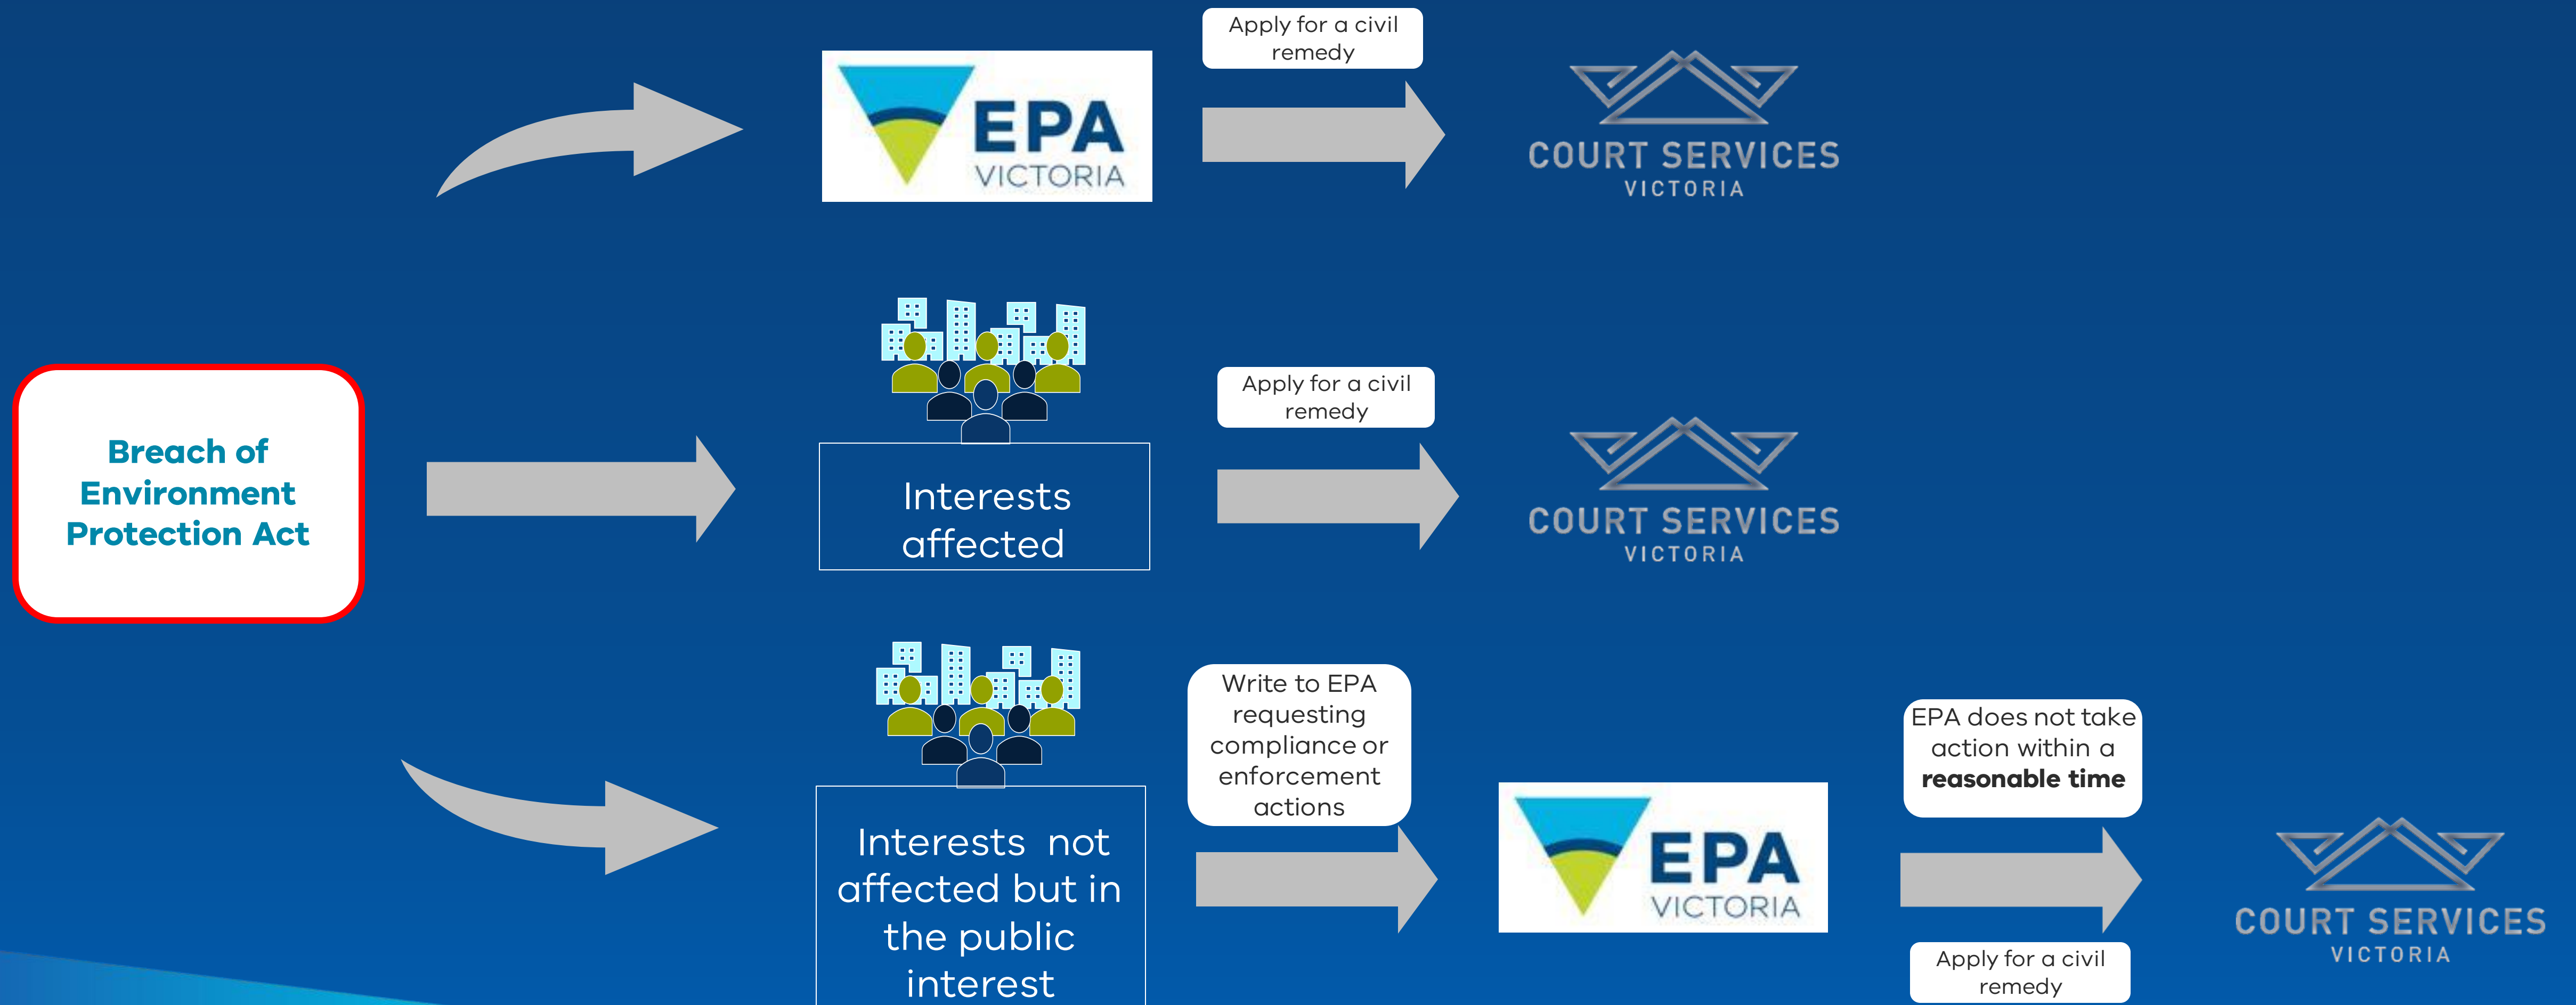 Apply for a civil
remedy
EPA
VICTORIA
COURT SERVICES
VICTORIA
Breach of
Environment
Protection Act
Interests
affected
Apply for a civil
remedy
COURT SERVICES
VICTORIA
Interests not
affected but in
the public
interest
Write to EPA
requesting
compliance or
enforcement
actions
EPA
VICTORIA
EPA does not take
action within a
reasonable time
Apply for a civil
remedy
COURT SERVICES
VICTORIA